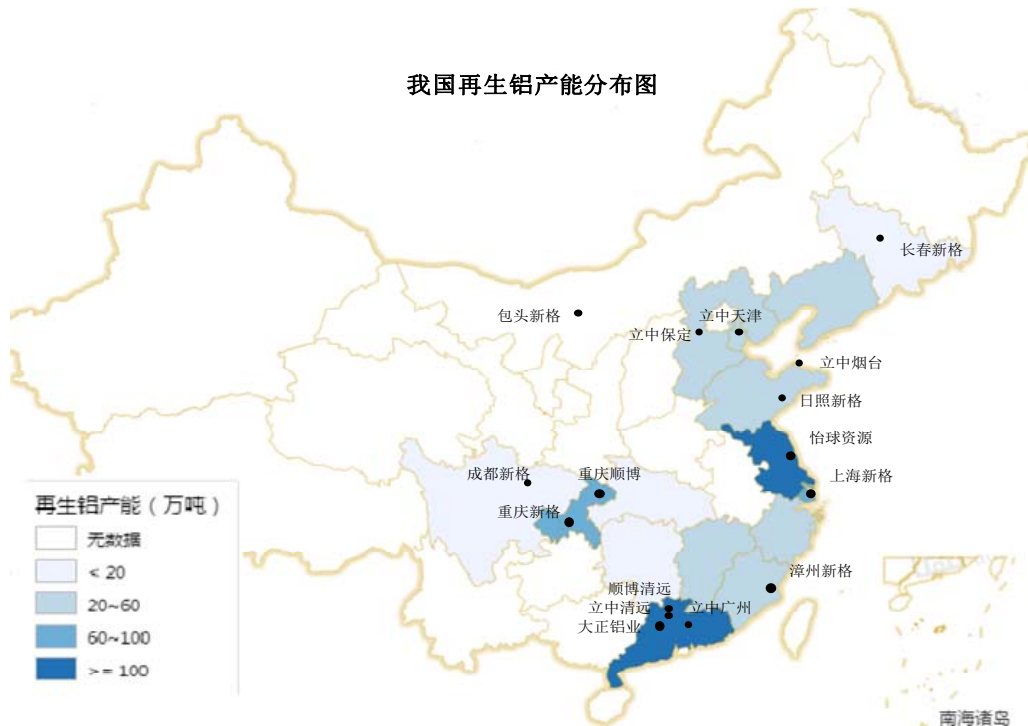 我国再生铝产能分布图
长春新格
包头新格
立中天津
立中保定
立中烟台
日照新格
怡球资源
成都新格
重庆顺博
上海新格
重庆新格
漳州新格
顺博清远
立中清远
立中广州
大正铝业
再生铝产能（万吨）
无数据
< 20
20~60
60~100
>= 100
南海诸岛